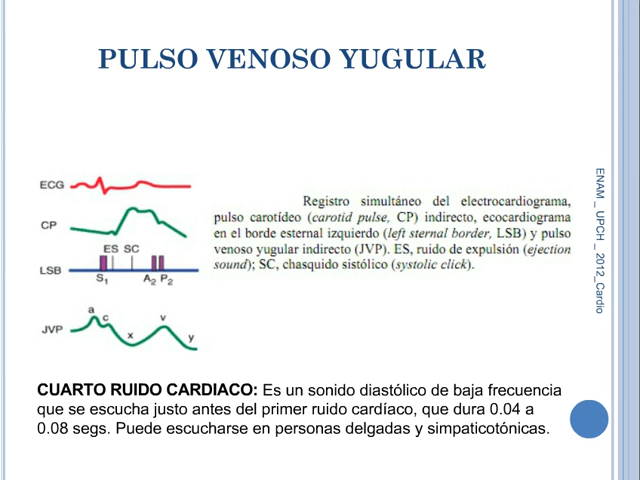 PULSO VENOSO YUGULAR
ECG
CP
ES SC
LSB
S1
A2 P2
JVP
a
c
x
v
y
Registro simultáneo del electrocardiograma,
pulso carotídeo (carotid pulse, CP) indirecto, ecocardiograma
en el borde esternal izquierdo (left sternal border, LSB) y pulso
venoso yugular indirecto (JVP). ES, ruido de expulsión (ejection
sound); SC, chasquido sistólico (systolic click).
CUARTO RUIDO CARDIACO: Es un sonido diastólico de baja frecuencia
que se escucha justo antes del primer ruido cardíaco, que dura 0.04 a
0.08 segs. Puede escucharse en personas delgadas y simpaticotónicas.
ENAM _ UPCH _ 2012_Cardio